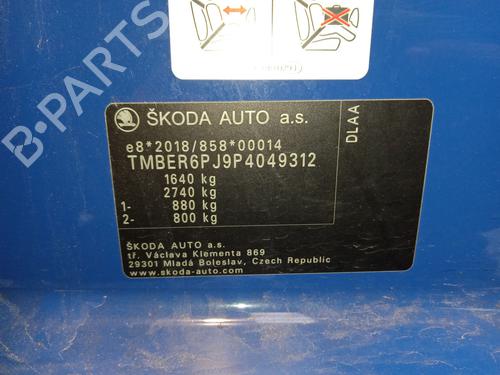 B-PARTS
ŠKODA AUTO a.s.
e8*2018/858*00014
TMBER6PJ9P4049312
1640 kg
2740 kg
1- 880 kg
2- 800 kg
DLAA
ŠKODA AUTO a.s.
tř. Václava Klementa 869
29301 Mladá Boleslav, Czech Republic
www.skoda-auto.com